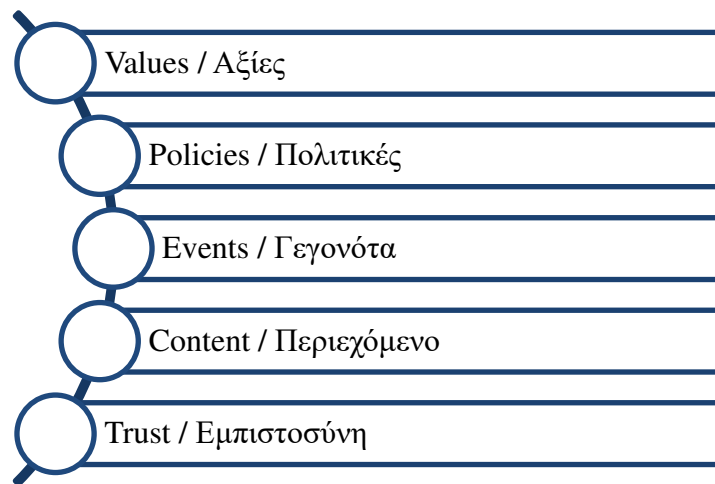 Values / Αξίες
Policies / Πολιτικές
Events / Γεγονότα
Content / Περιεχόμενο
Trust / Εμπιστοσύνη